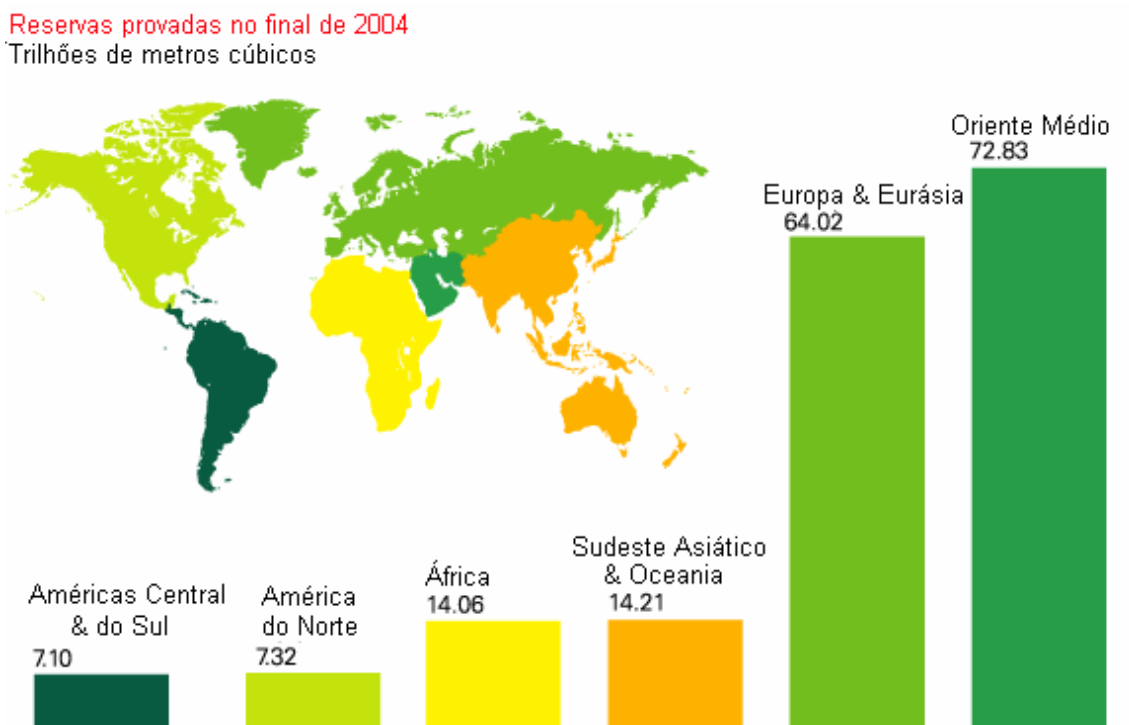 Reservas provadas no final de 2004
Trilhões de metros cúbicos
Oriente Médio
72.83
Europa & Eurásia
64.02
Sudeste Asiático
& Oceania
14.21
África
14.06
América
do Norte
7.32
Américas Central
& do Sul
7.10